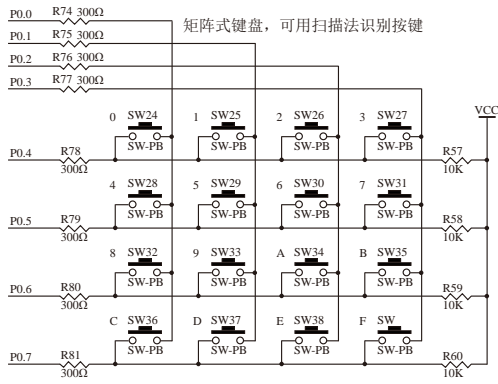 P0.0 R74 300Ω
P0.1 R75 300Ω 矩阵式键盘，可用扫描法识别按键
P0.2 R76 300Ω
P0.3 R77 300Ω
VCC
0 SW24 1 SW25 2 SW26 3 SW27
SW-PB SW-PB SW-PB SW-PB
P0.4 R78 300Ω R57 10K
4 SW28 5 SW29 6 SW30 7 SW31
SW-PB SW-PB SW-PB SW-PB
P0.5 R79 300Ω R58 10K
8 SW32 9 SW33 A SW34 B SW35
SW-PB SW-PB SW-PB SW-PB
P0.6 R80 300Ω R59 10K
C SW36 D SW37 E SW38 F SW
SW-PB SW-PB SW-PB SW-PB
P0.7 R81 300Ω R60 10K